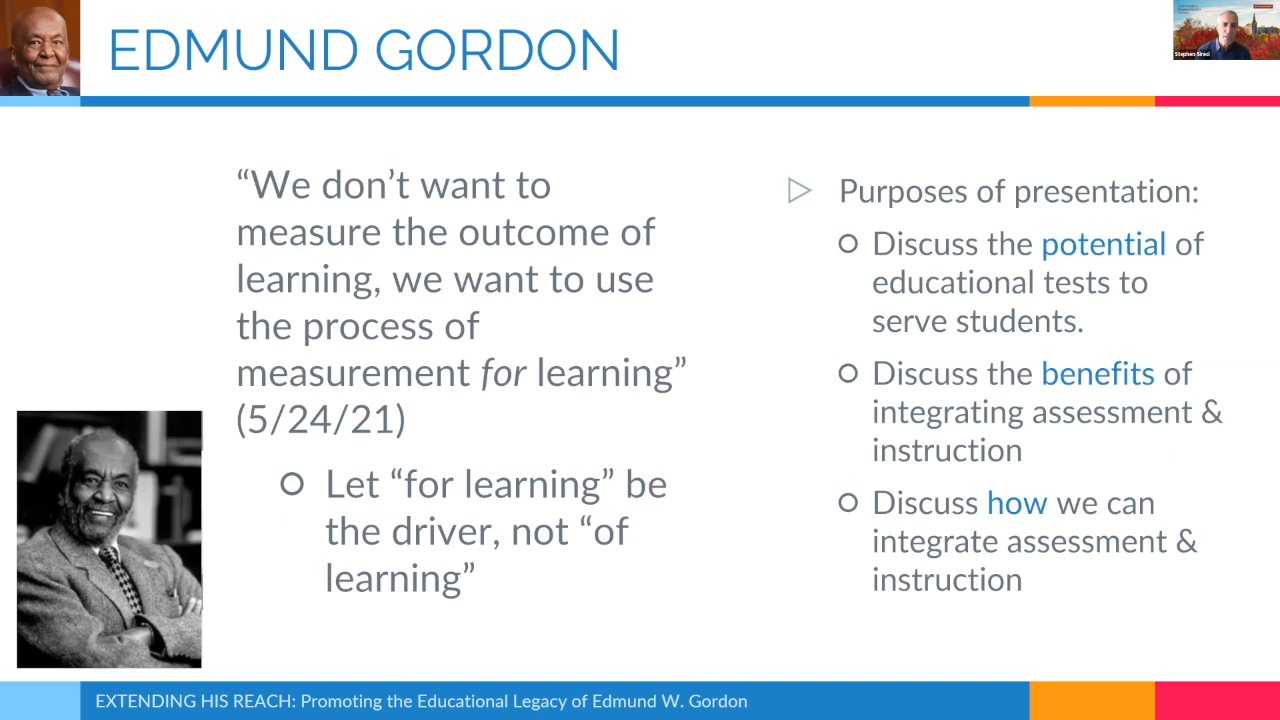 EDMUND GORDON
Stephen Sireci
“We don’t want to
measure the outcome of
learning, we want to use
the process of
measurement for learning”
(5/24/21)
Let “for learning” be
the driver, not “of
learning”
Purposes of presentation:
Discuss the potential of
educational tests to
serve students.
Discuss the benefits of
integrating assessment &
instruction
Discuss how we can
integrate assessment &
instruction
EXTENDING HIS REACH: Promoting the Educational Legacy of Edmund W. Gordon